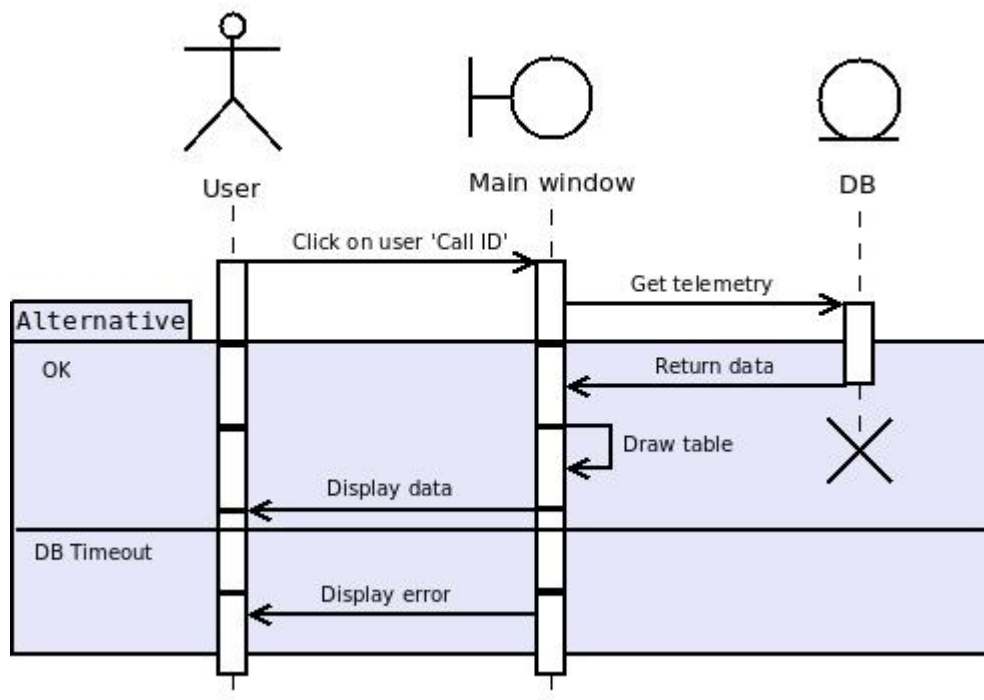 User
Main window
DB
Click on user 'Call ID'
Get telemetry
Alternative
OK
Return data
Draw table
Display data
DB Timeout
Display error